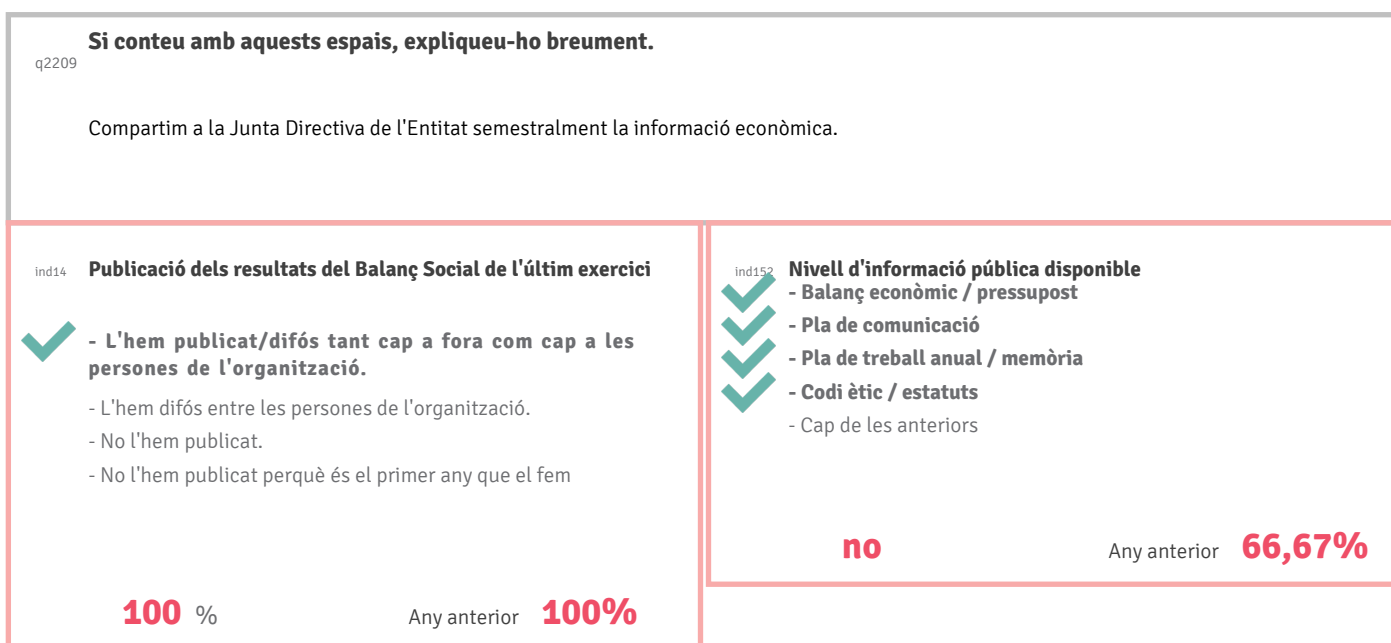 Si conteu amb aquests espais, expliqueu-ho breument.
q2209
Compartim a la Junta Directiva de l'Entitat semestralment la informació econòmica.
ind14 Publicació dels resultats del Balanç Social de l'últim exercici
- L'hem publicat/difós tant cap a fora com cap a les
persones de l'organització.
- L'hem difós entre les persones de l'organització.
- No l'hem publicat.
- No l'hem publicat perquè és el primer any que el fem
100 % Any anterior 100%
ind152 Nivell d'informació pública disponible
- Balanç econòmic / pressupost
- Pla de comunicació
- Pla de treball anual / memòria
- Codi ètic / estatuts
- Cap de les anteriors
no Any anterior 66,67%